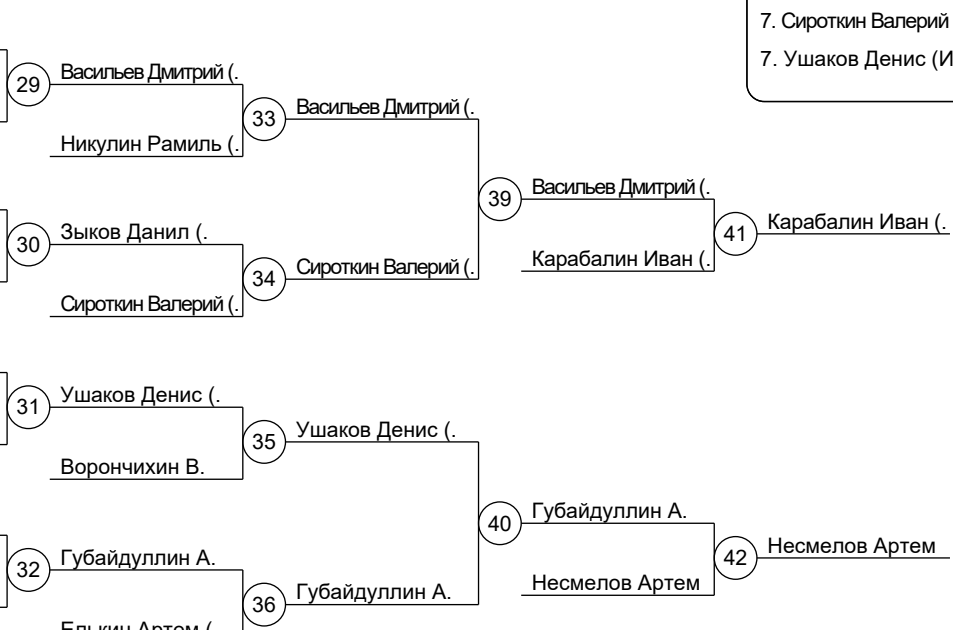 7. Сироткин Валерий
7. Ушаков Денис (И
29
Васильев Дмитрий (.
33
Васильев Дмитрий (.
Никулин Рамиль (.
39
Васильев Дмитрий (.
41
Карабалин Иван (.
30
Зыков Данил (.
34
Сироткин Валерий (.
Карабалин Иван (.
Сироткин Валерий (.
31
Ушаков Денис (.
35
Ушаков Денис (.
Ворончихин В.
40
Губайдуллин А.
42
Несмелов Артем
32
Губайдуллин А.
36
Губайдуллин А.
Несмелов Артем
Елькин Артем (